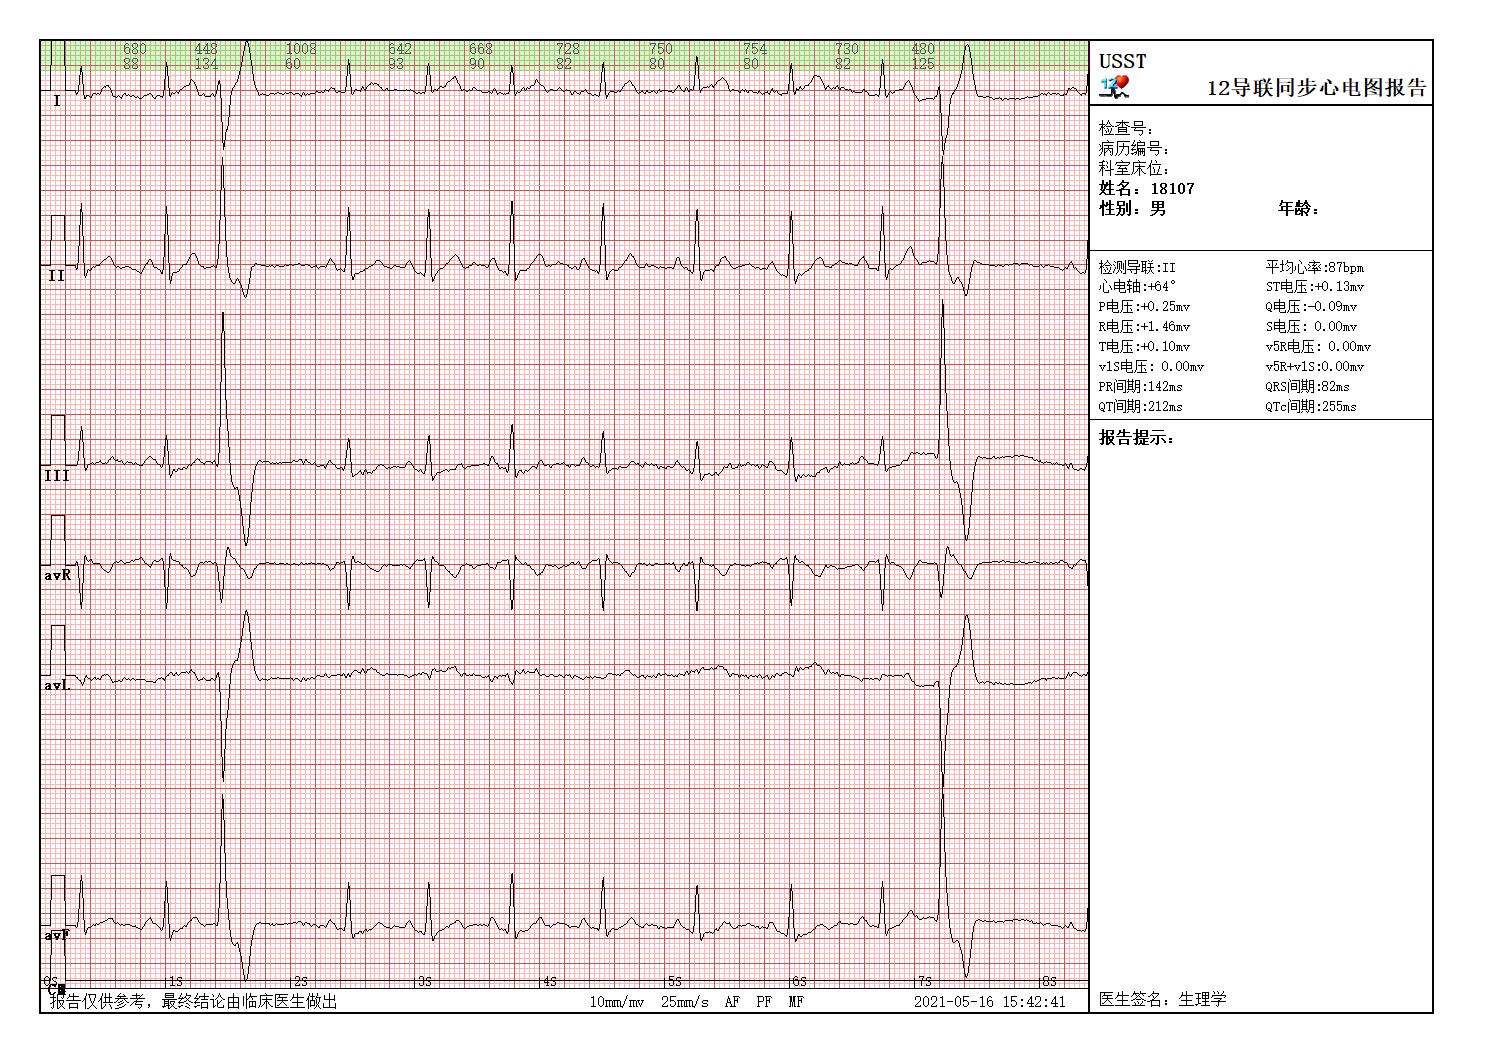 680 448 1008 642 668 728 750 754 730 480
88 134 60 93 90 82 80 80 82 125
I
II
III
avR
avL
avF
0s 1s 2s 3s 4s 5s 6s 7s 8s
报告仅供参考，最终结论由临床医生做出 10mm/mv 25mm/s AF PF MF 2021-05-16 15:42:41
USST
12
12导联同步心电图报告
检查号：
病历编号：
科室床位：
姓名：18107
性别：男 年龄：
检测导联:II 平均心率:87bpm
心电轴:+64° ST电压:+0.13mv
P电压:+0.25mv Q电压:-0.09mv
R电压:+1.46mv S电压: 0.00mv
T电压:+0.10mv v5R电压: 0.00mv
v1S电压: 0.00mv v5R+v1S:0.00mv
PR间期:142ms QRS间期:82ms
QT间期:212ms QTc间期:255ms
报告提示：
医生签名：生理学